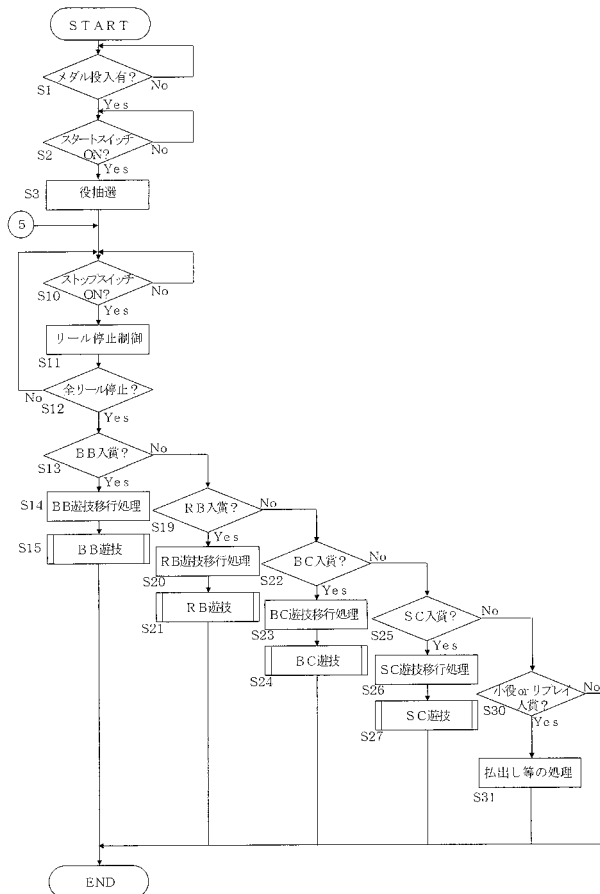 START
メダル投入有？
S1
No
Yes
スタートスイッチ
ON?
S2
No
Yes
S3
役抽選
5
ストップスイッチ
ON?
S10
No
Yes
リール停止制御
S11
全リール停止？
No
S12
Yes
BB入賞？
No
S13
Yes
S14
BB遊技移行処理
RB入賞？
No
S19
Yes
S15
BB遊技
RB遊技移行処理
S20
BC入賞？
No
S22
Yes
RB遊技
S21
BC遊技移行処理
S23
SC入賞？
No
S25
Yes
BC遊技
S24
SC遊技移行処理
S26
小役orリプレイ
入賞？
No
S30
Yes
SC遊技
S27
払出し等の処理
S31
END